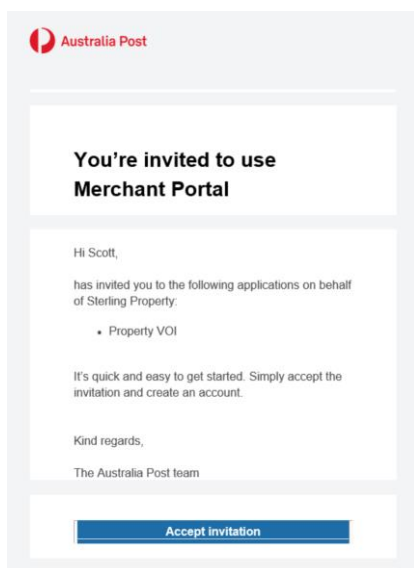 Australia Post
You're invited to use
Merchant Portal
Hi Scott,
has invited you to the following applications on behalf
of Sterling Property:
• Property VOI
It's quick and easy to get started. Simply accept the
invitation and create an account.
Kind regards,
The Australia Post team
Accept invitation